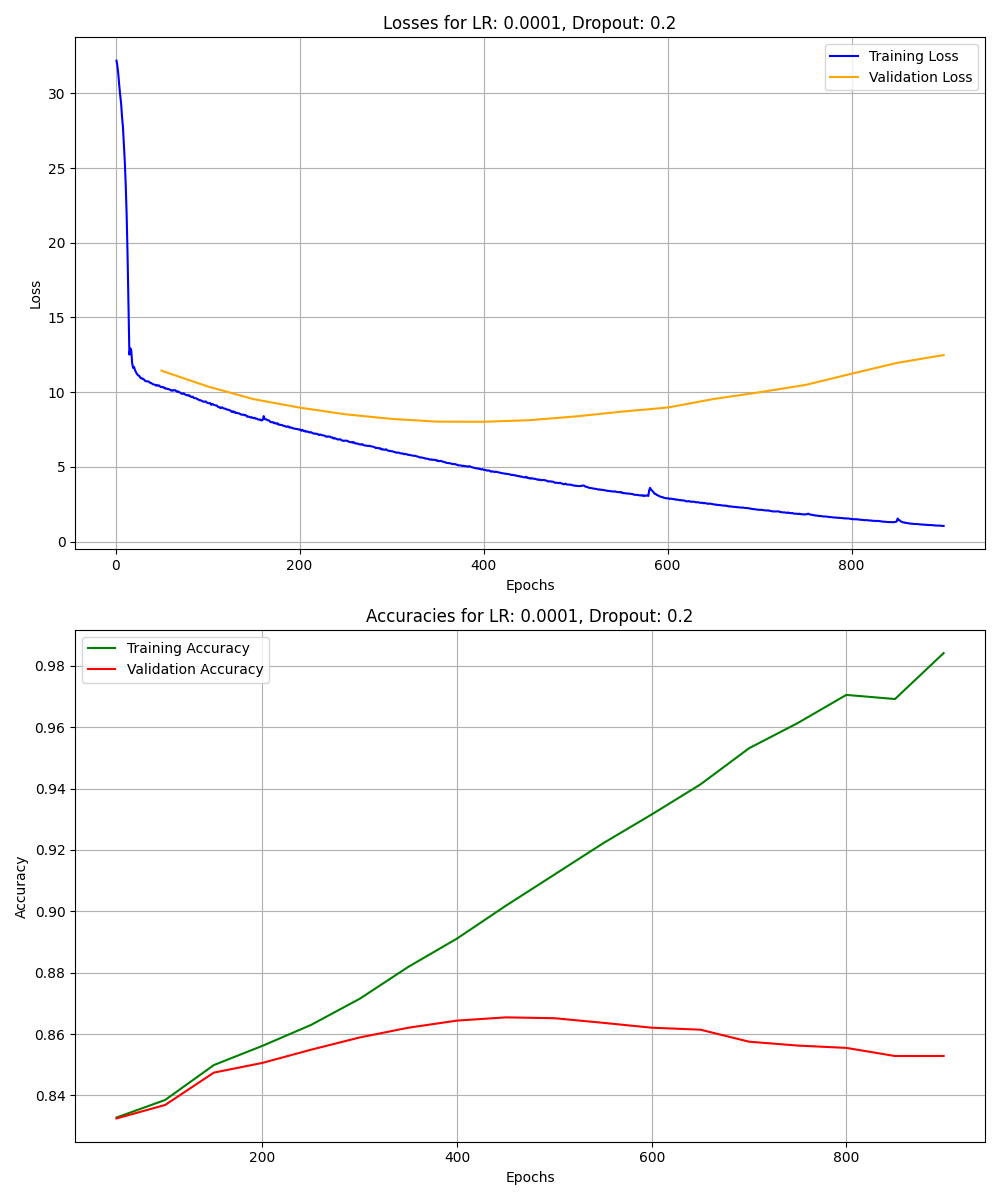 Losses for LR: 0.0001, Dropout: 0.2
Training Loss
Validation Loss
30
25
20
15
10
5
0
Loss
0 200 400 600 800
Epochs
Accuracies for LR: 0.0001, Dropout: 0.2
Training Accuracy
Validation Accuracy
0.98
0.96
0.94
0.92
0.90
0.88
0.86
0.84
Accuracy
200 400 600 800
Epochs